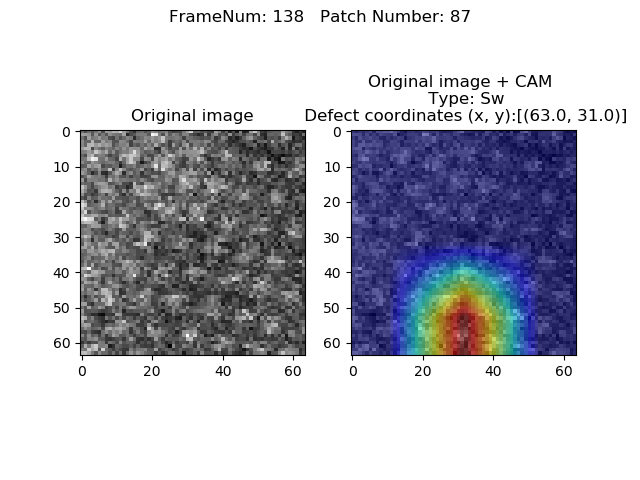 FrameNum: 138   Patch Number: 87
Original image
0
10
20
30
40
50
60
0 20 40 60
Original image + CAM
Type: Sw
Defect coordinates (x, y):[(63.0, 31.0)]
0
10
20
30
40
50
60
0 20 40 60